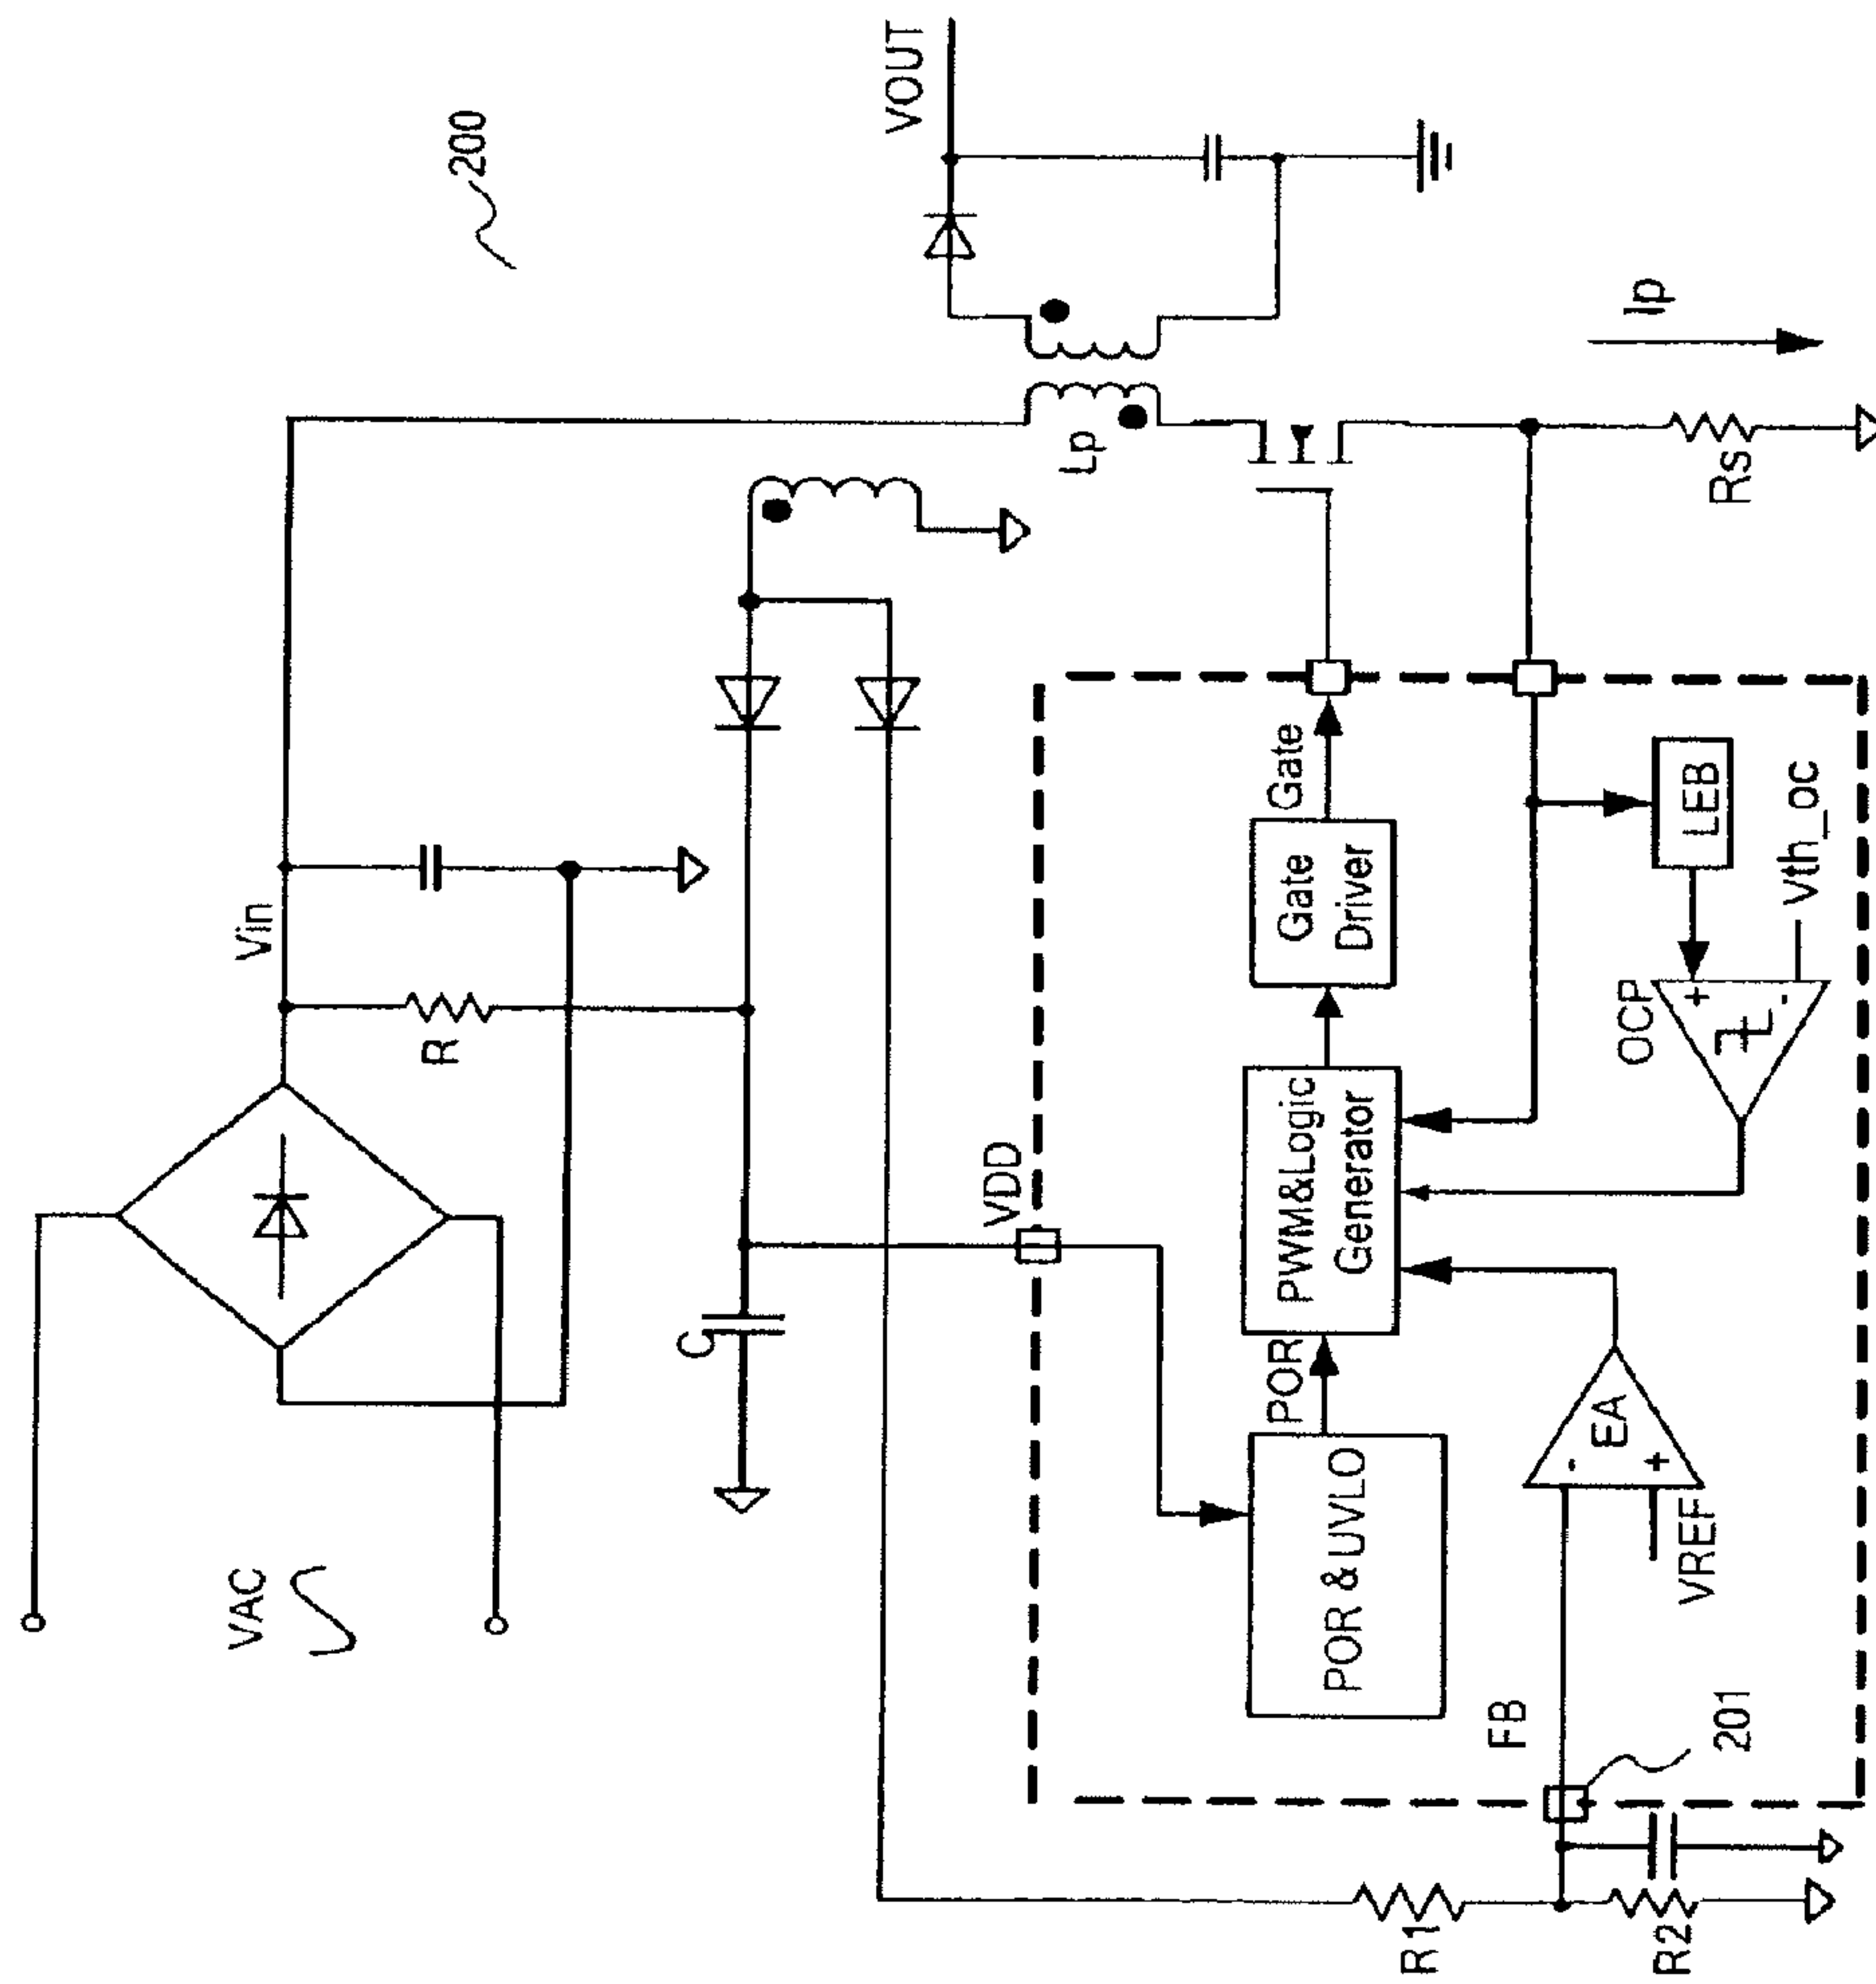 200
VAC
Vin
R
C
VDD
VOUT
Lp
Ip
Rs
Gate
Gate
Driver
PWM&Logic
Generator
POR
POR & UVLO
LEB
Vth_oc
OCP
+
-
EA
-
+
VREF
FB
201
R1
R2